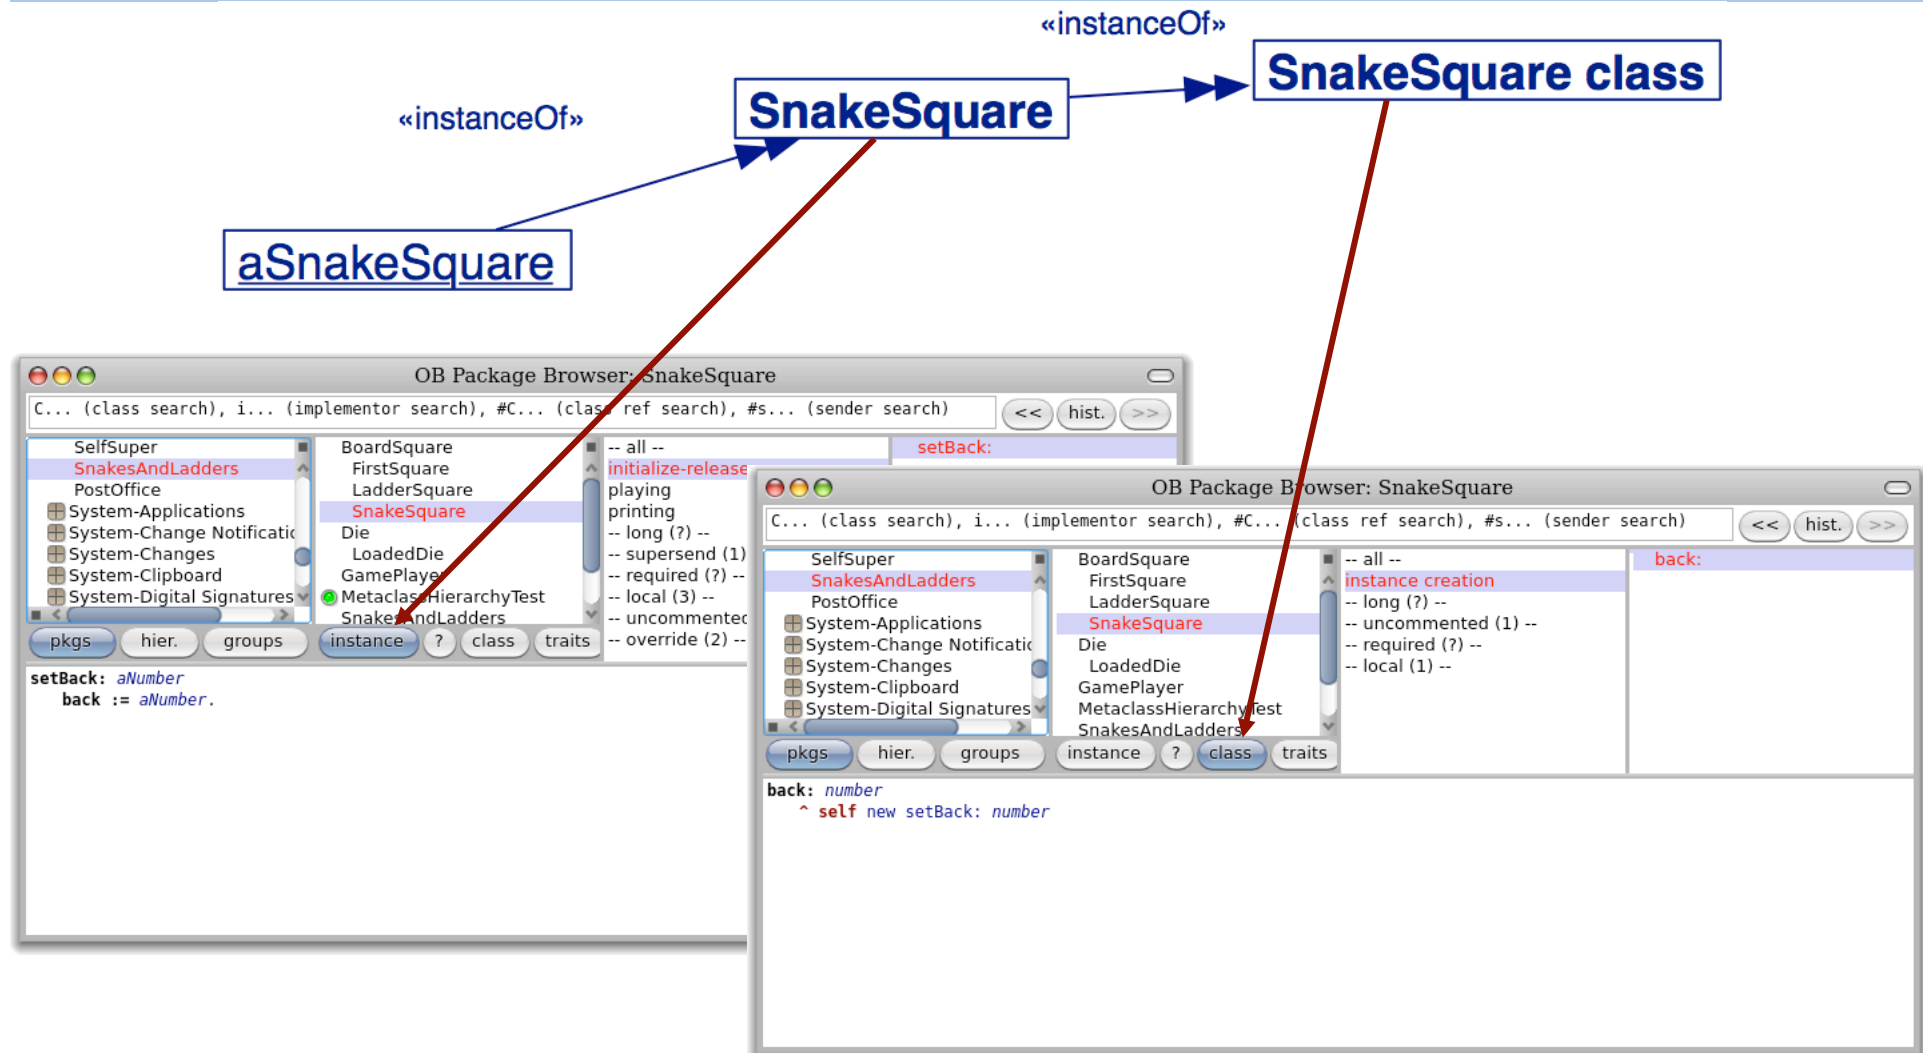 «instanceOf»
SnakeSquare class
SnakeSquare
«instanceOf»
aSnakeSquare
OB Package Browser: SnakeSquare
C... (class search), i... (implementor search), #C... (class ref search), #s... (sender search)
<< hist. >>
SelfSuper
SnakesAndLadders
PostOffice
System-Applications
System-Change Notificatio
System-Changes
System-Clipboard
System-Digital Signatures
BoardSquare
FirstSquare
LadderSquare
SnakeSquare
Die
LoadedDie
GamePlayer
MetaclassHierarchyTest
SnakesAndLadders
-- all --
initialize-release
playing
printing
-- long (?) --
-- supersend (1)
-- required (?) --
-- local (3) --
-- uncommented
-- override (2) --
setBack:
pkgs hier. groups instance ? class traits
setBack: aNumber
back := aNumber.
OB Package Browser: SnakeSquare
C... (class search), i... (implementor search), #C... (class ref search), #s... (sender search)
<< hist. >>
SelfSuper
SnakesAndLadders
PostOffice
System-Applications
System-Change Notificatio
System-Changes
System-Clipboard
System-Digital Signatures
BoardSquare
FirstSquare
LadderSquare
SnakeSquare
Die
LoadedDie
GamePlayer
MetaclassHierarchyTest
SnakesAndLadders
-- all --
instance creation
-- long (?) --
-- uncommented (1) --
-- required (?) --
-- local (1) --
back:
pkgs hier. groups instance ? class traits
back: number
^ self new setBack: number